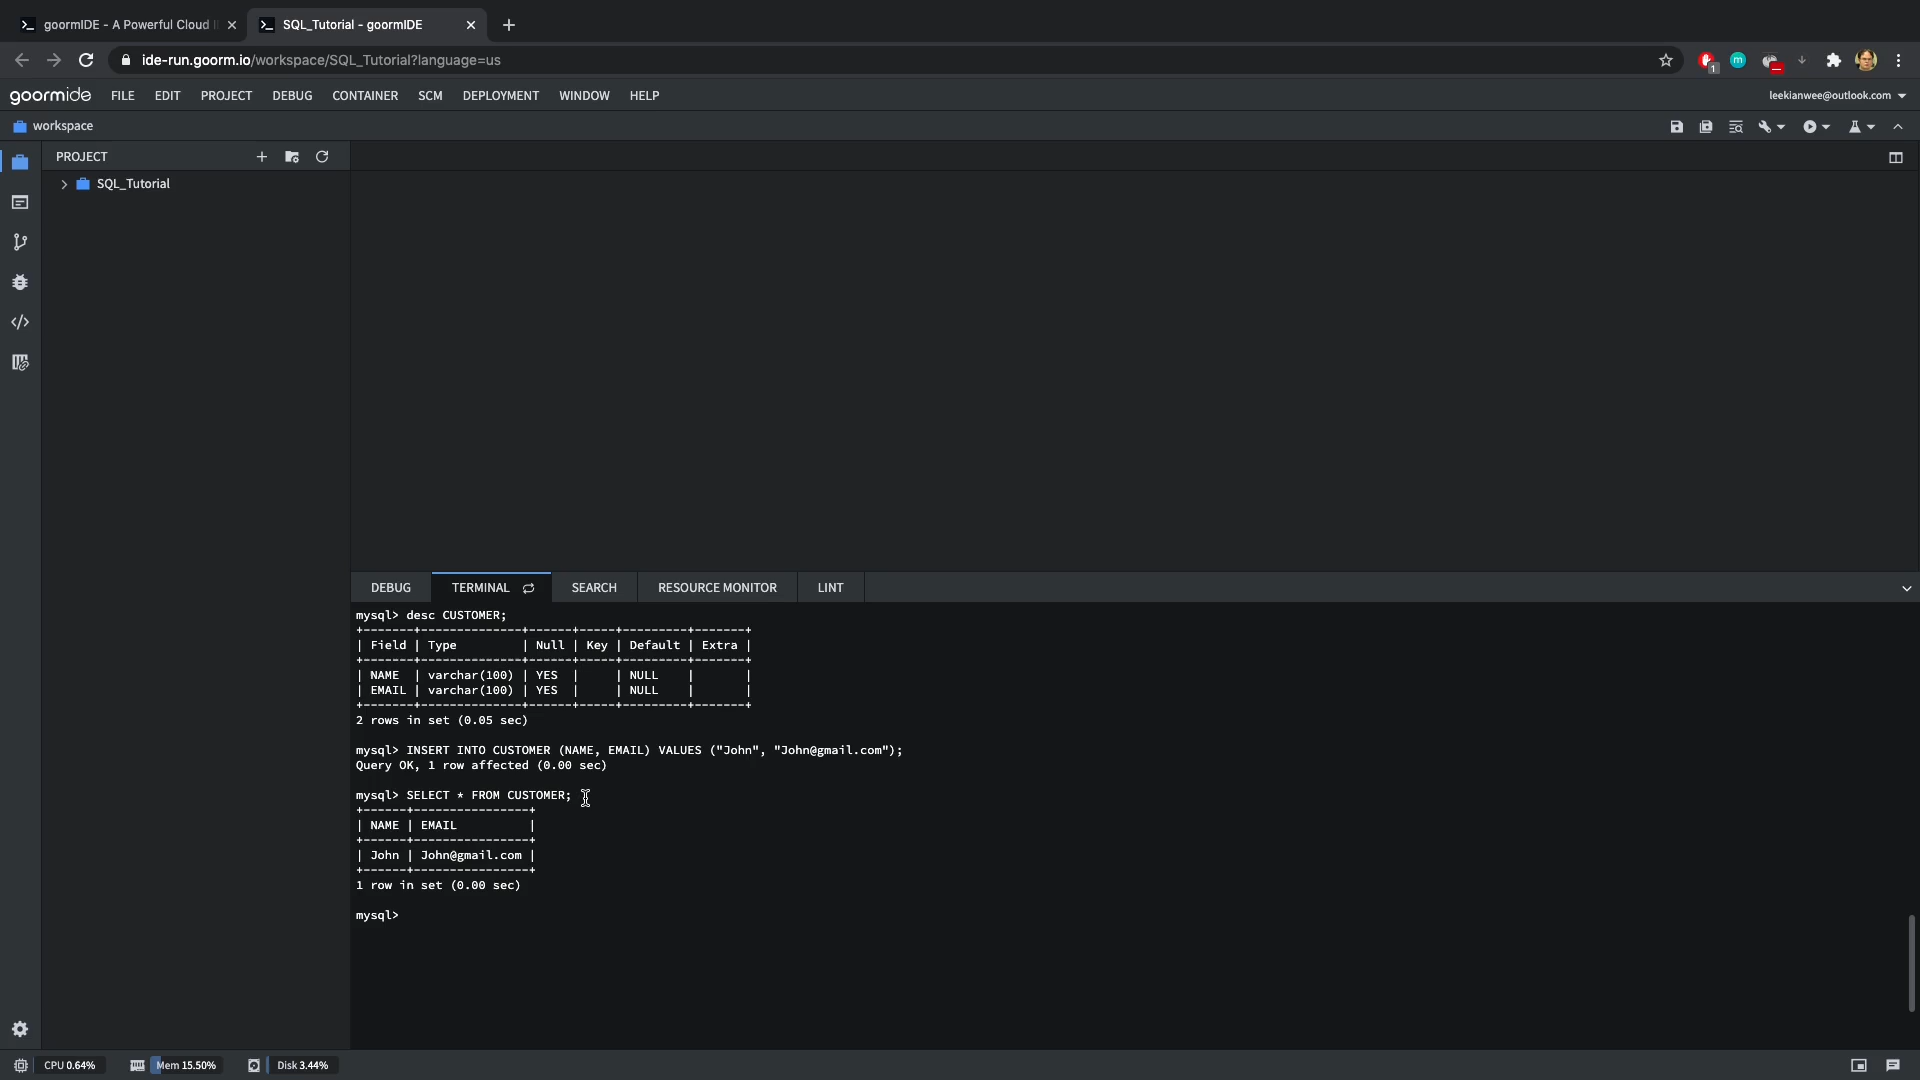 goormIDE - A Powerful Cloud I
SQL_Tutorial - goormIDE
ide-run.goorm.io/workspace/SQL_Tutorial?language=us
1
m
goormide FILE EDIT PROJECT DEBUG CONTAINER SCM DEPLOYMENT WINDOW HELP
leekianwee@outlook.com
workspace
PROJECT
SQL_Tutorial
DEBUG TERMINAL SEARCH RESOURCE MONITOR LINT
mysql> desc CUSTOMER;
+-------+--------------+------+-----+---------+-------+
| Field | Type         | Null | Key | Default | Extra |
+-------+--------------+------+-----+---------+-------+
| NAME  | varchar(100) | YES  |     | NULL    |       |
| EMAIL | varchar(100) | YES  |     | NULL    |       |
+-------+--------------+------+-----+---------+-------+
2 rows in set (0.05 sec)
mysql> INSERT INTO CUSTOMER (NAME, EMAIL) VALUES ("John", "John@gmail.com");
Query OK, 1 row affected (0.00 sec)
mysql> SELECT * FROM CUSTOMER;
+------+----------------+
| NAME | EMAIL          |
+------+----------------+
| John | John@gmail.com |
+------+----------------+
1 row in set (0.00 sec)
mysql>
CPU 0.64% Mem 15.50% Disk 3.44%